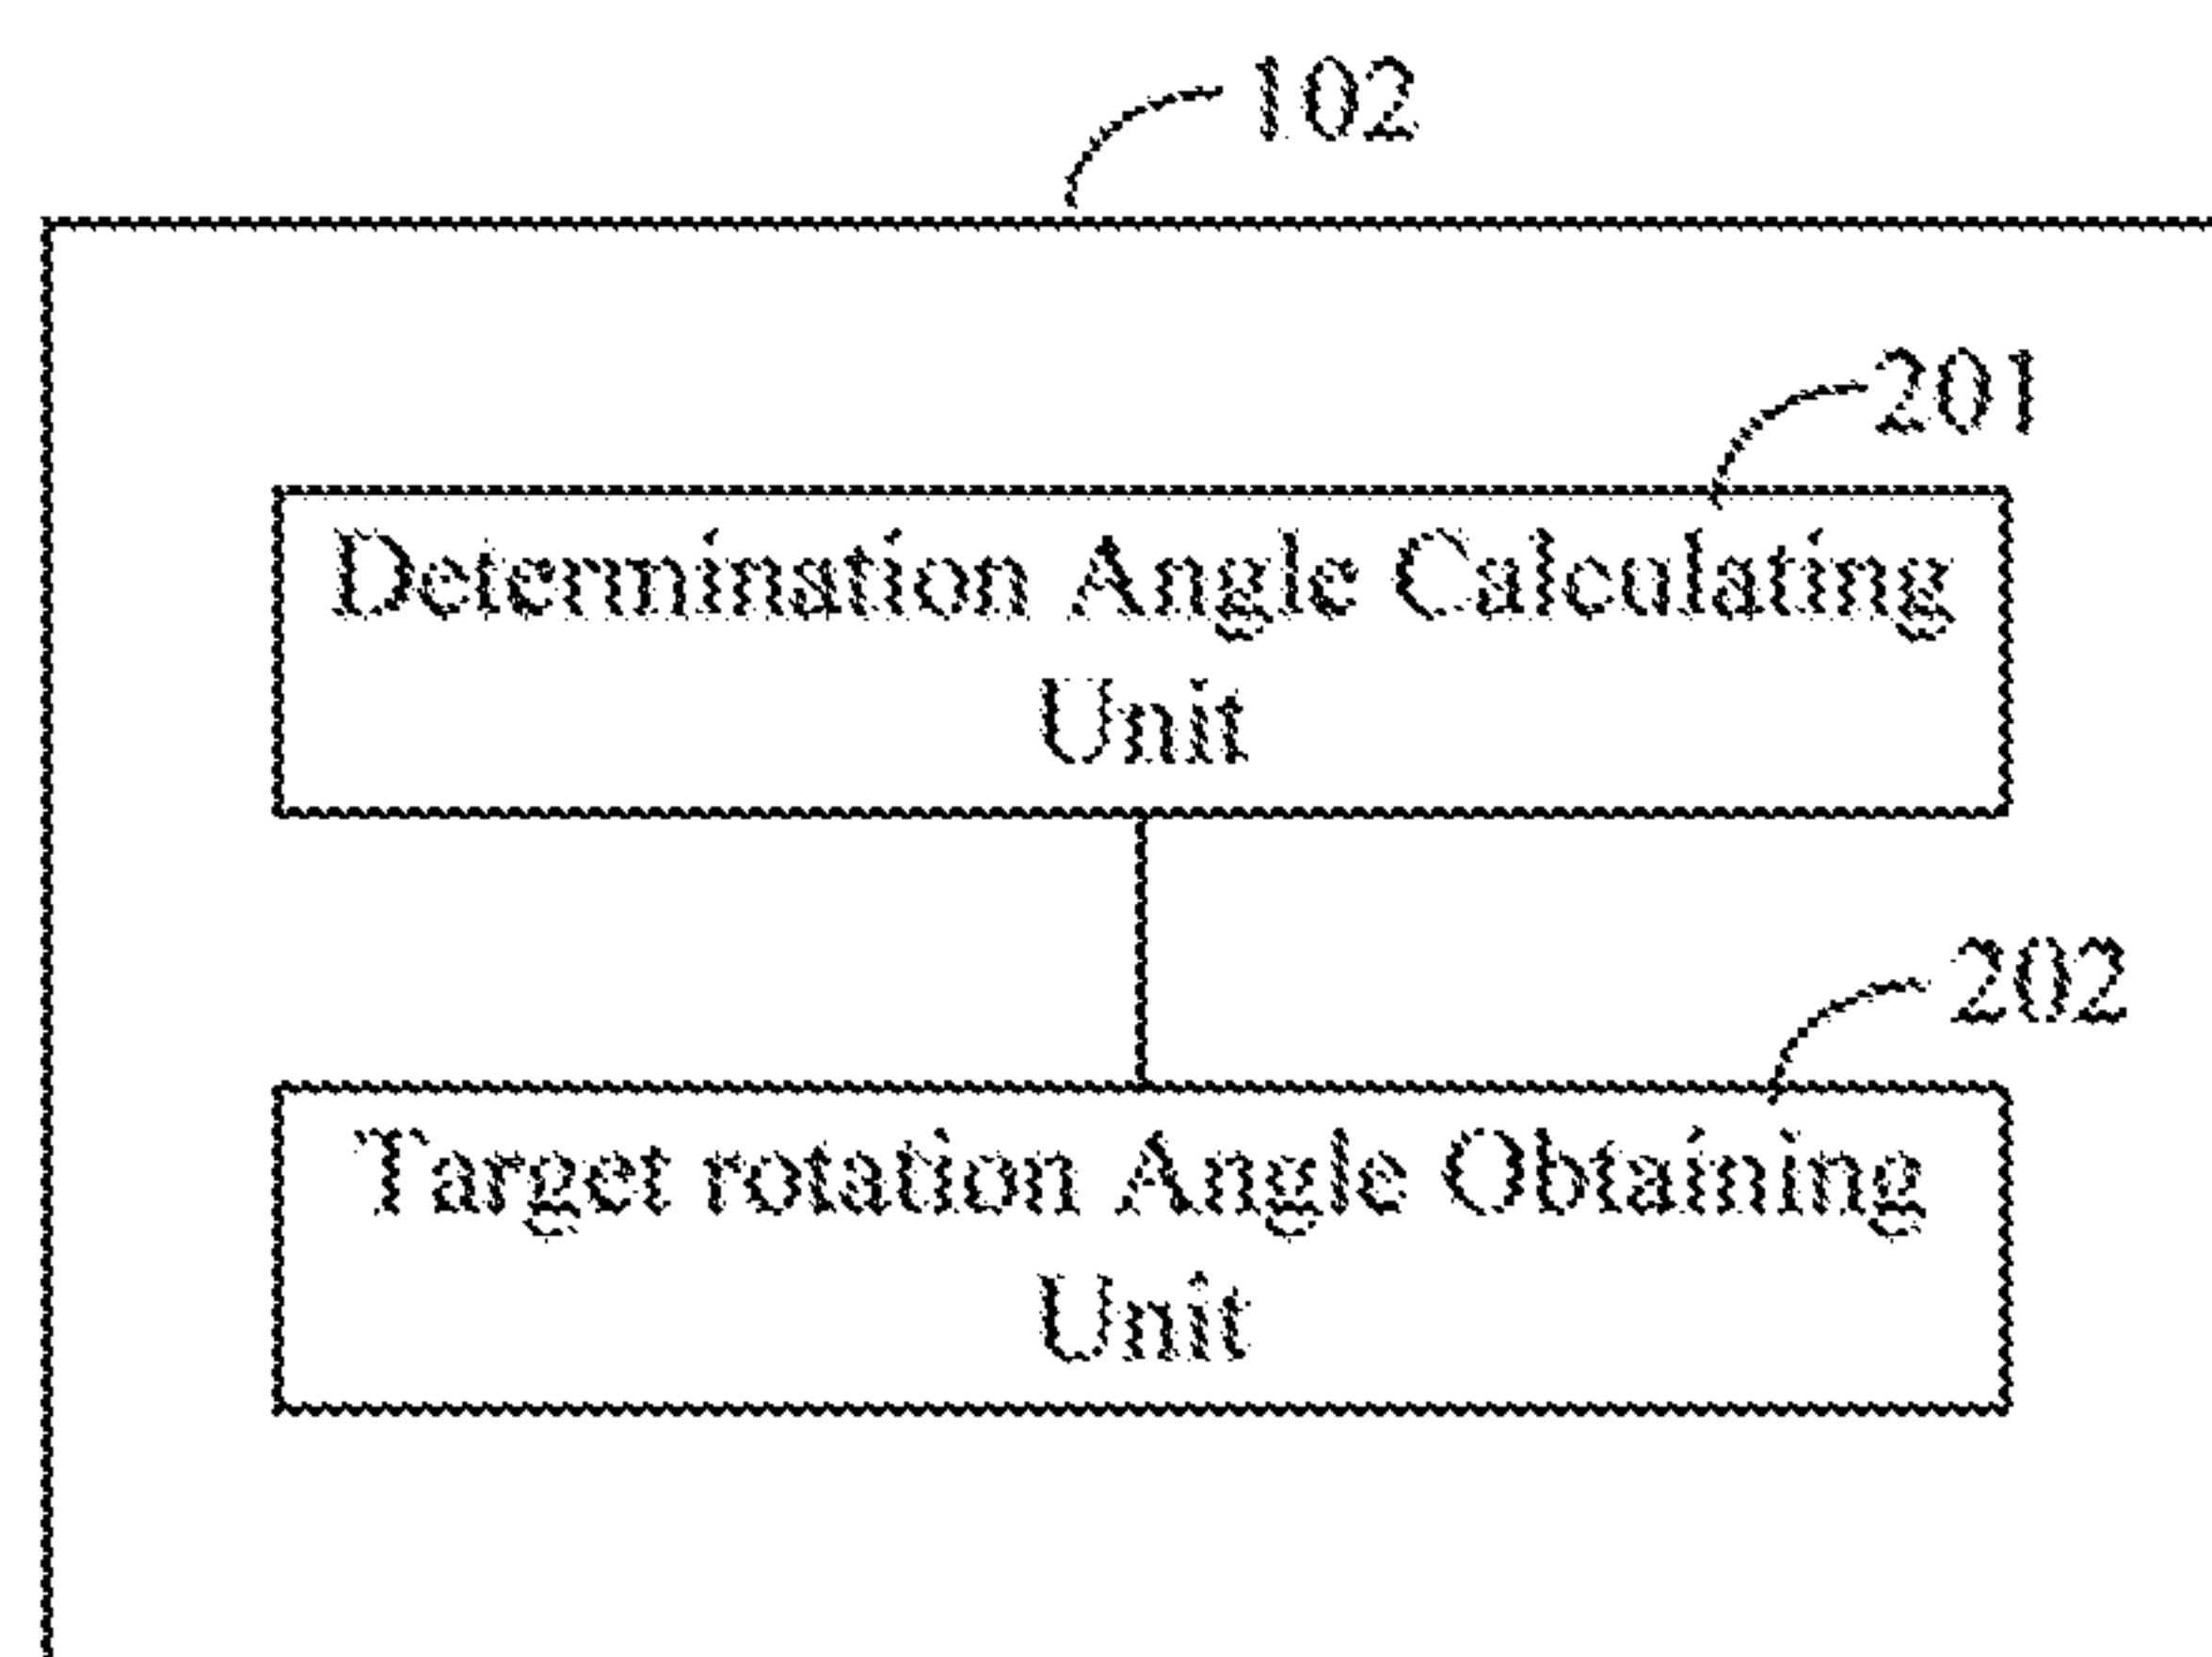 102
201
Determination Angle Calculating
Unit
202
Target rotation Angle Obtaining
Unit